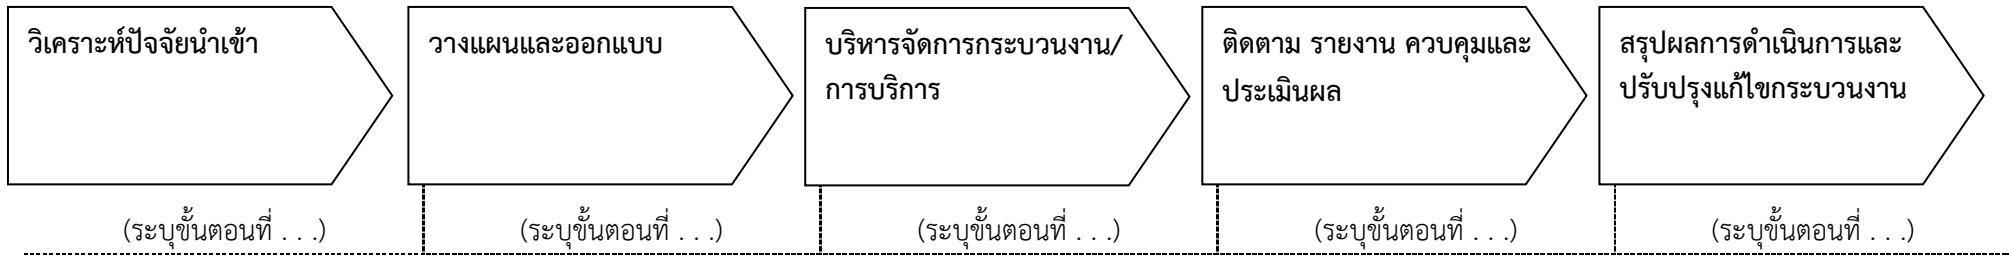 วิเคราะห์ปัจจัยนำเข้า
วางแผนและออกแบบ
บริหารจัดการกระบวนงาน/
การบริการ
ติดตาม รายงาน ควบคุมและ
ประเมินผล
สรุปผลการดำเนินการและ
ปรับปรุงแก้ไขกระบวนงาน
(ระบุขั้นตอนที่ . . .)
(ระบุขั้นตอนที่ . . .)
(ระบุขั้นตอนที่ . . .)
(ระบุขั้นตอนที่ . . .)
(ระบุขั้นตอนที่ . . .)